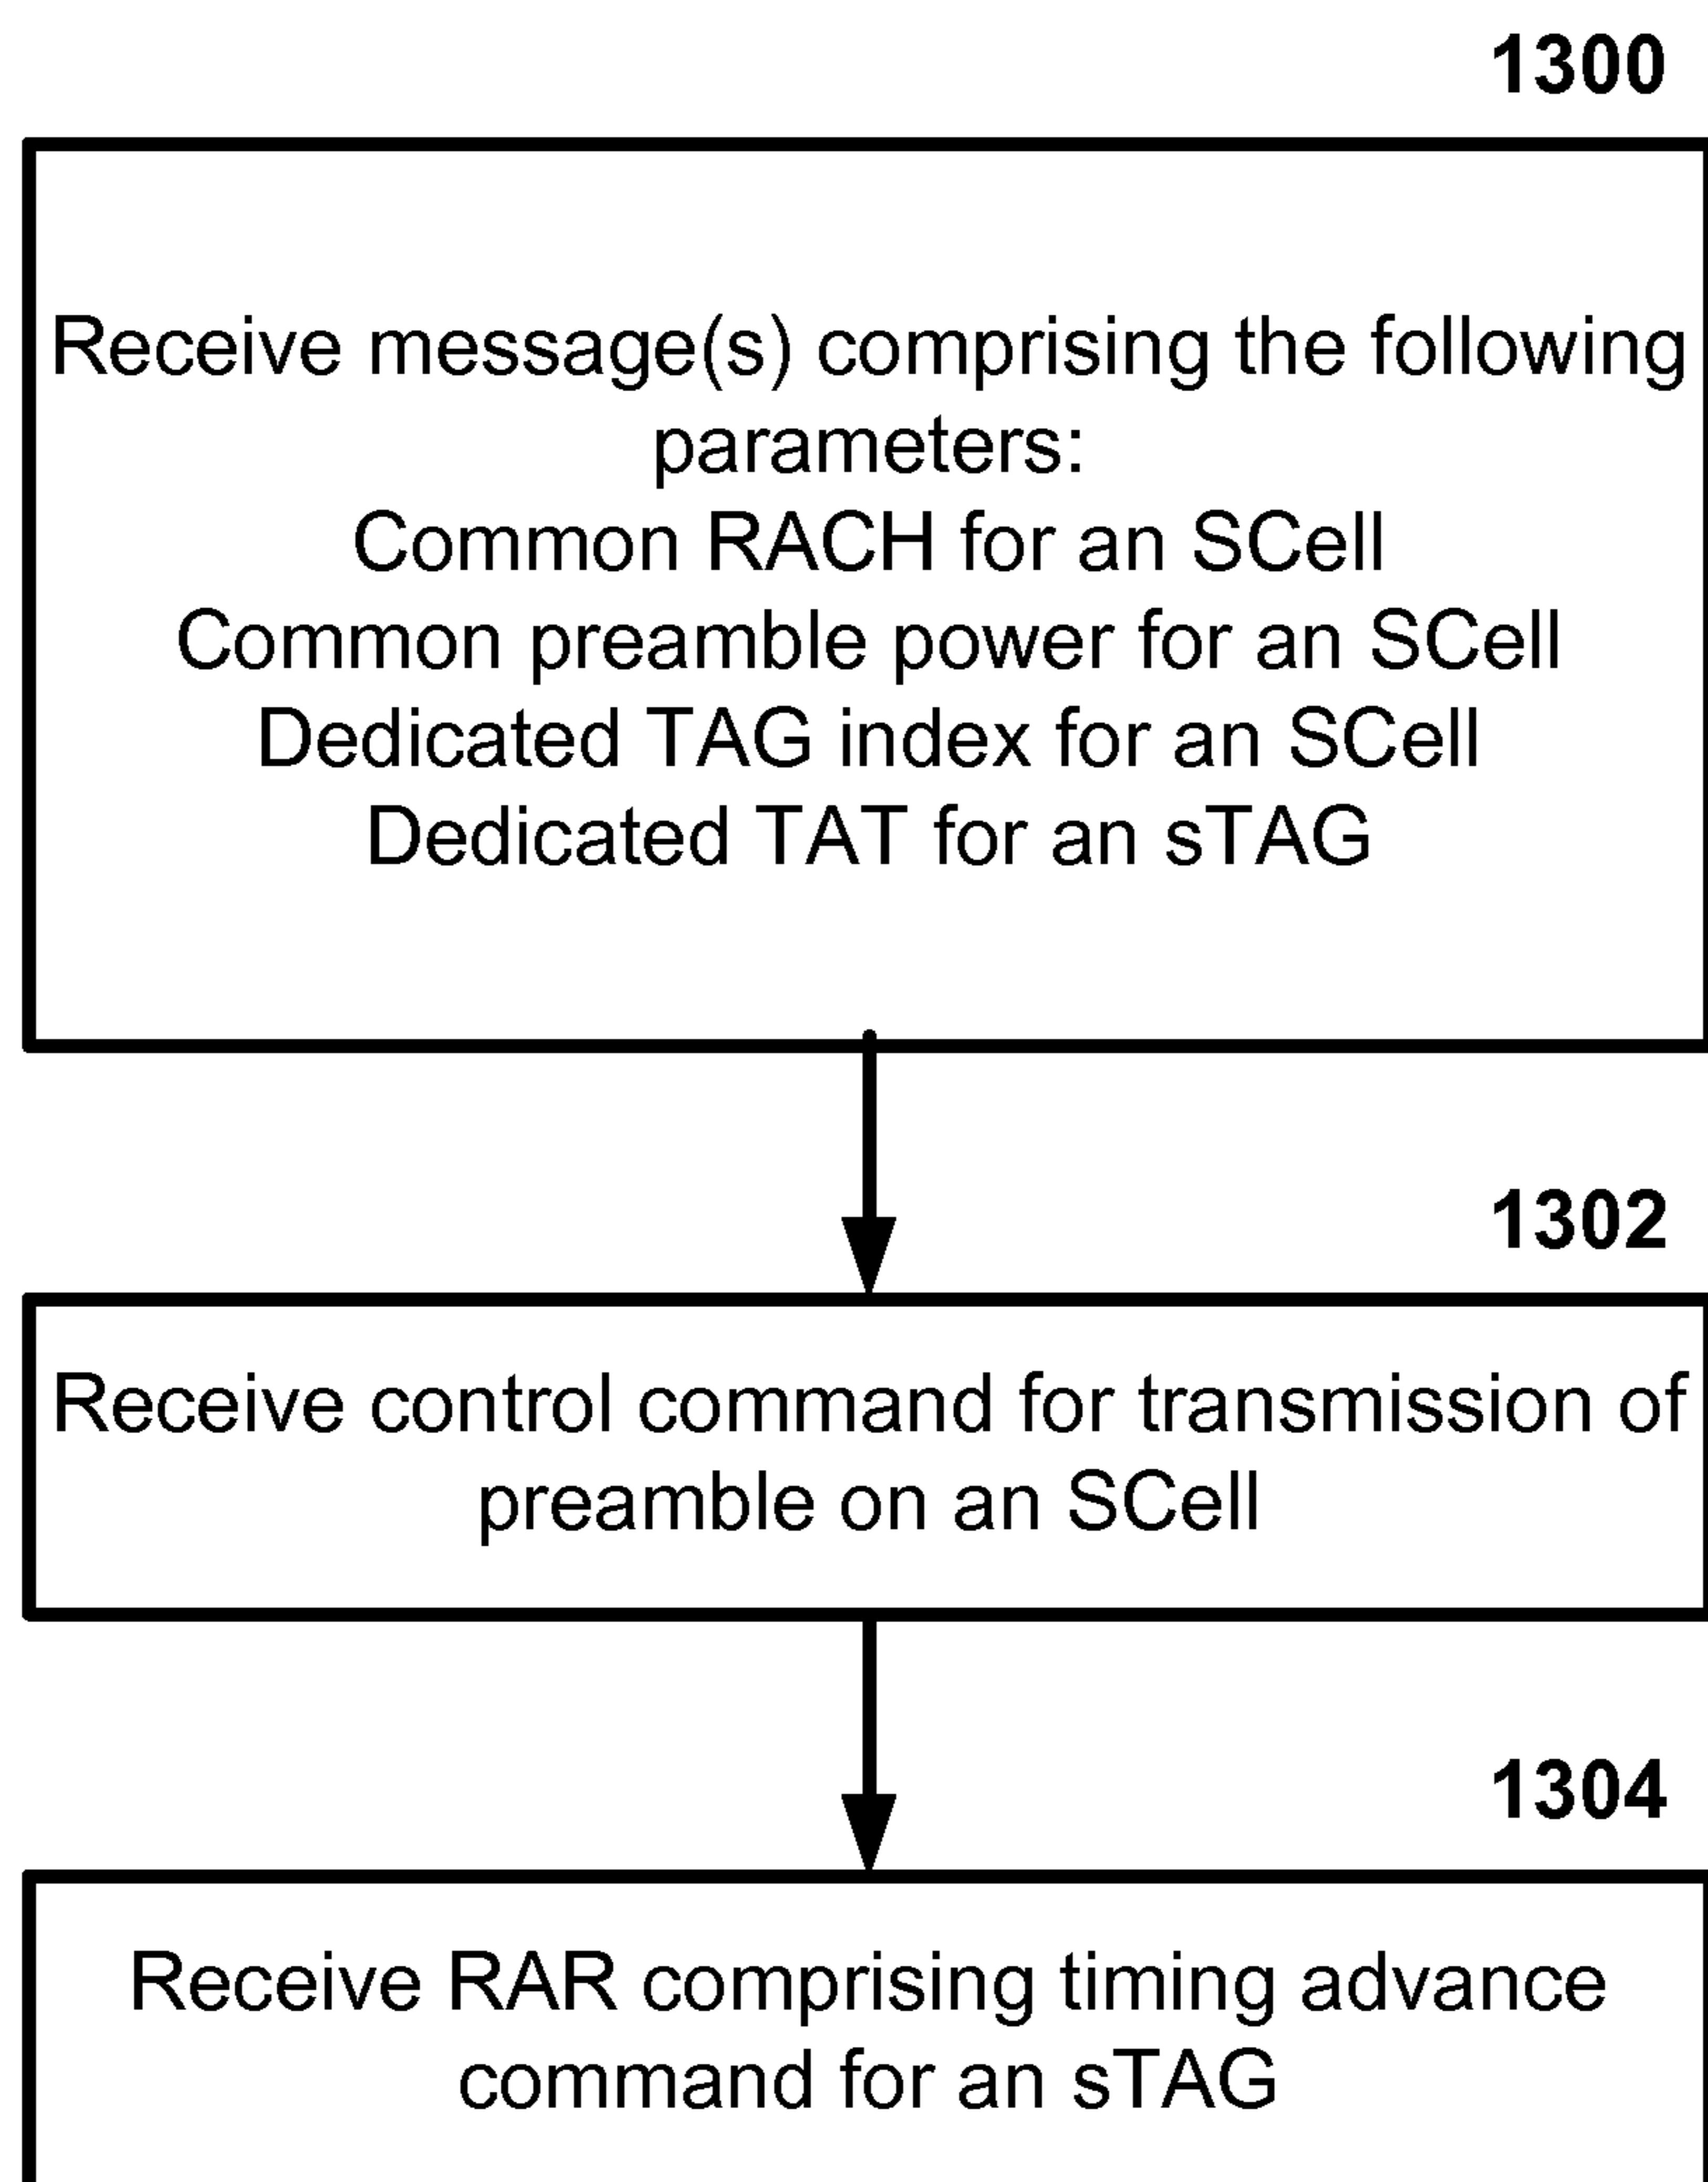 1300
Receive message(s) comprising the following
parameters:
Common RACH for an SCell
Common preamble power for an SCell
Dedicated TAG index for an SCell
Dedicated TAT for an sTAG
1302
Receive control command for transmission of
preamble on an SCell
1304
Receive RAR comprising timing advance
command for an sTAG